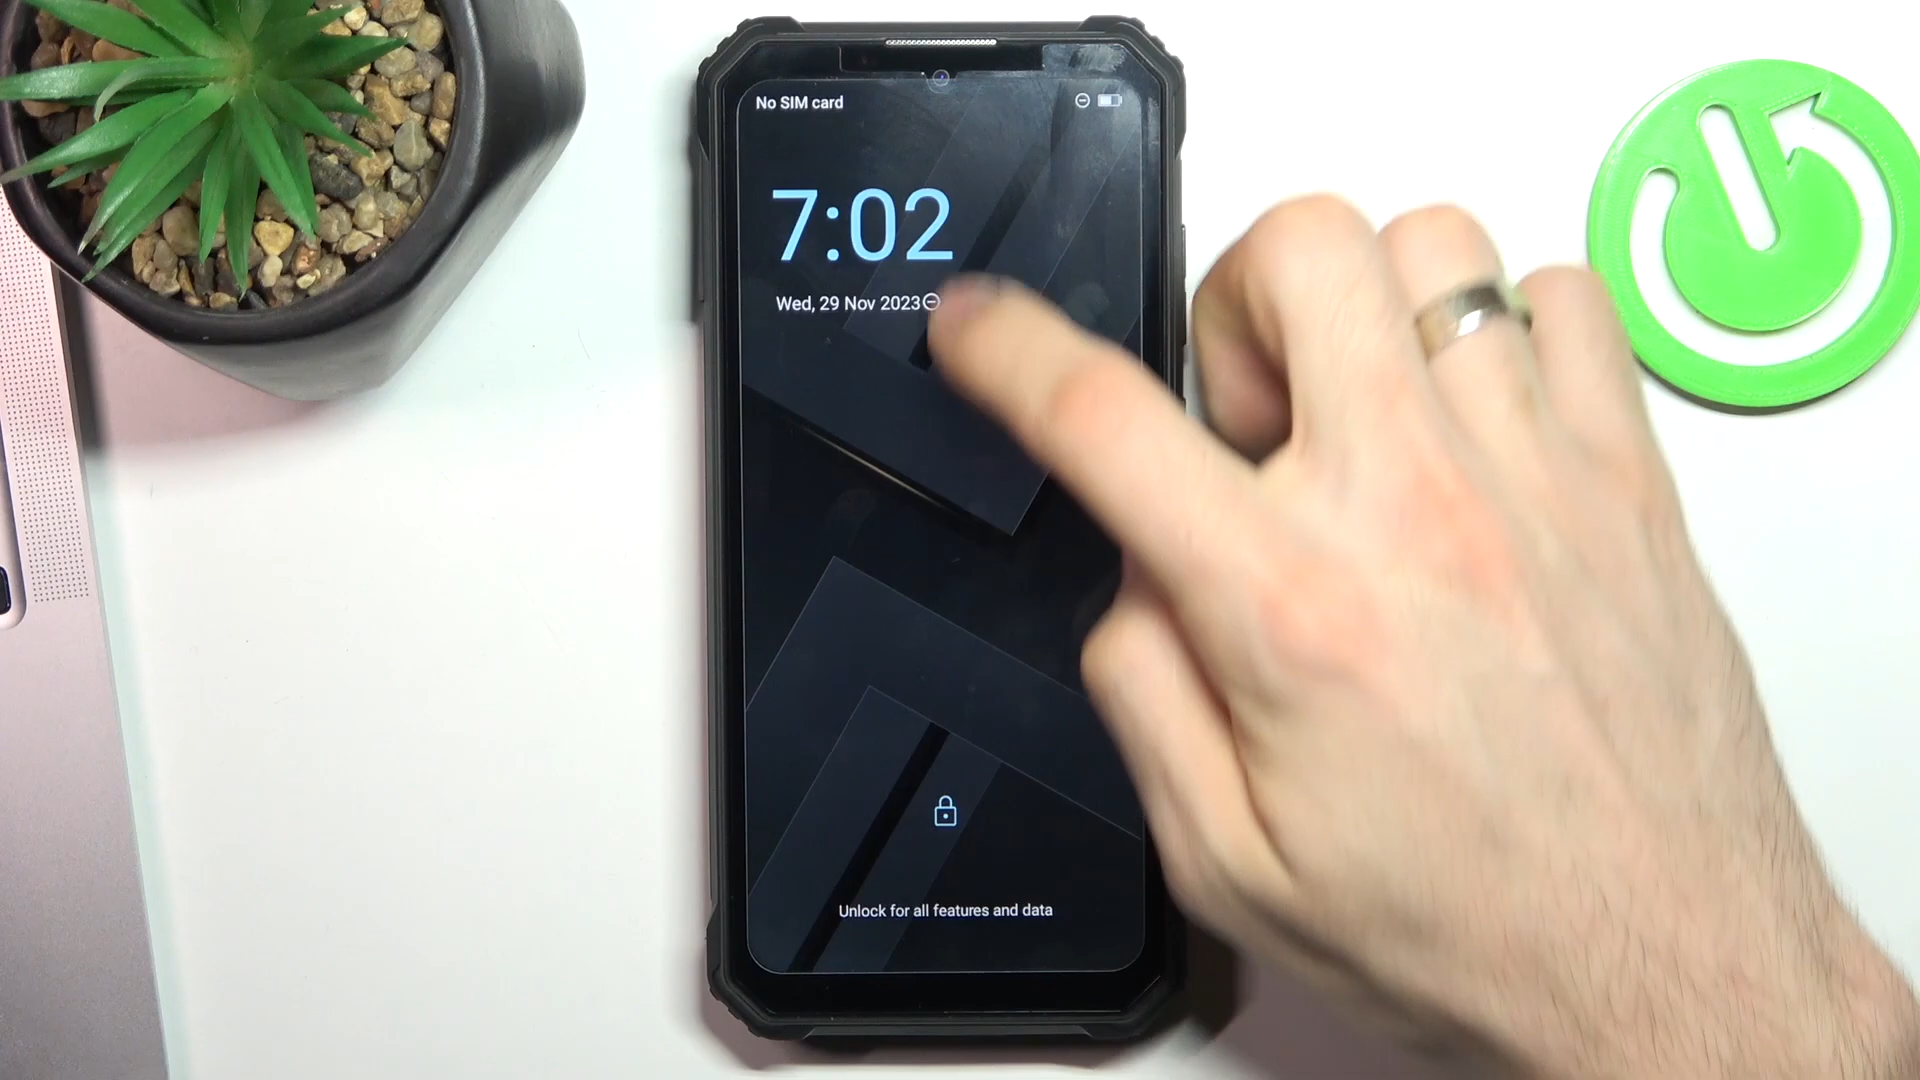 No SIM card
7:02
Wed, 29 Nov 2023
Unlock for all features and data